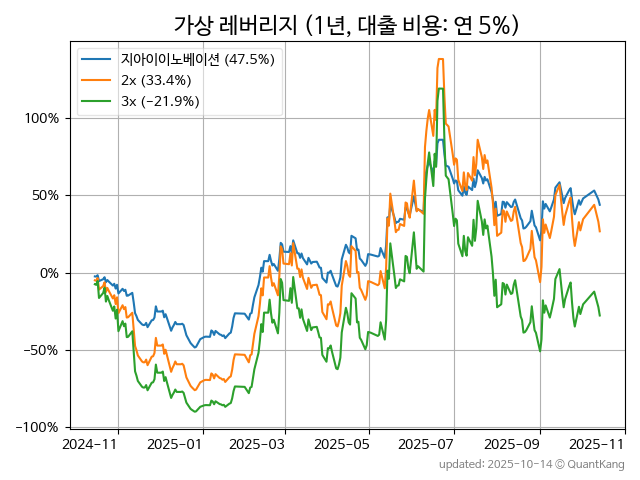 가상 레버리지 (1년, 대출 비용: 연 5%)
지아이이노베이션 (47.5%)
2x (33.4%)
3x (−21.9%)
100%
50%
0%
−50%
−100%
2024−11 2025−01 2025−03 2025−05 2025−07 2025−09 2025−11
updated: 2025-10-14 © QuantKang